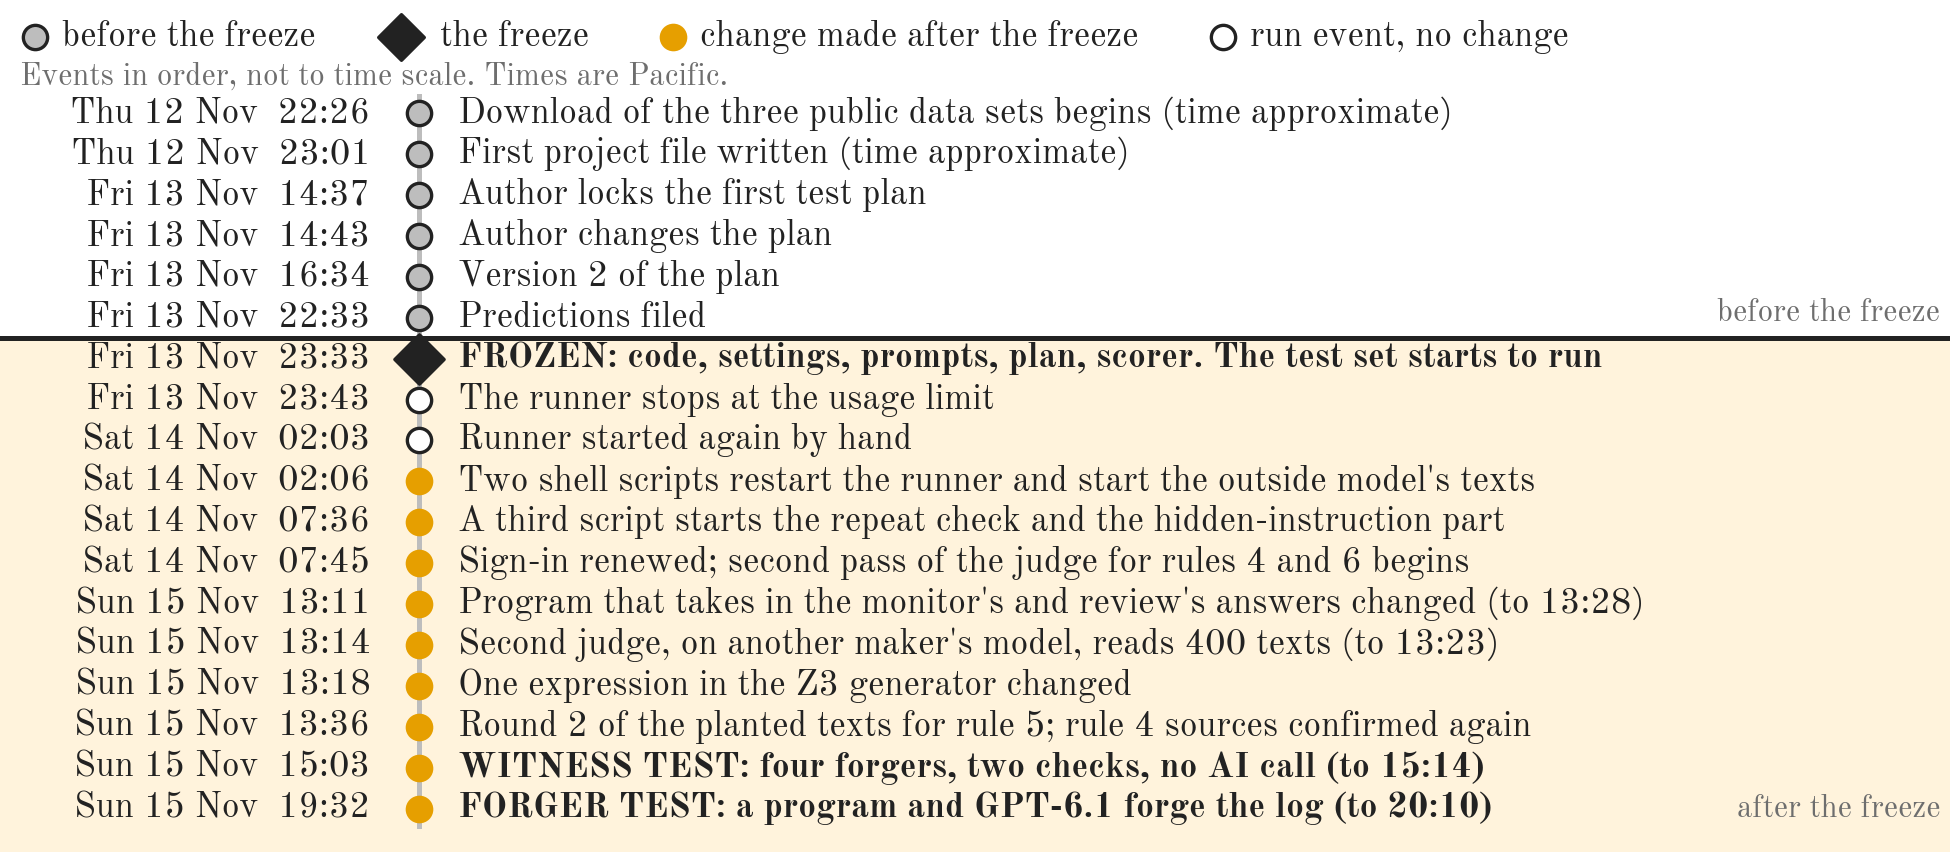 before the freeze the freeze change made after the freeze run event, no change
Events in order, not to time scale. Times are Pacific.
Thu 12 Nov 22:26 Download of the three public data sets begins (time approximate)
Thu 12 Nov 23:01 First project file written (time approximate)
Fri 13 Nov 14:37 Author locks the first test plan
Fri 13 Nov 14:43 Author changes the plan
Fri 13 Nov 16:34 Version 2 of the plan
Fri 13 Nov 22:33 Predictions filed
before the freeze
Fri 13 Nov 23:33 FROZEN: code, settings, prompts, plan, scorer. The test set starts to run
Fri 13 Nov 23:43 The runner stops at the usage limit
Sat 14 Nov 02:03 Runner started again by hand
Sat 14 Nov 02:06 Two shell scripts restart the runner and start the outside model's texts
Sat 14 Nov 07:36 A third script starts the repeat check and the hidden-instruction part
Sat 14 Nov 07:45 Sign-in renewed; second pass of the judge for rules 4 and 6 begins
Sun 15 Nov 13:11 Program that takes in the monitor's and review's answers changed (to 13:28)
Sun 15 Nov 13:14 Second judge, on another maker's model, reads 400 texts (to 13:23)
Sun 15 Nov 13:18 One expression in the Z3 generator changed
Sun 15 Nov 13:36 Round 2 of the planted texts for rule 5; rule 4 sources confirmed again
Sun 15 Nov 15:03 WITNESS TEST: four forgers, two checks, no AI call (to 15:14)
Sun 15 Nov 19:32 FORGER TEST: a program and GPT-6.1 forge the log (to 20:10)
after the freeze